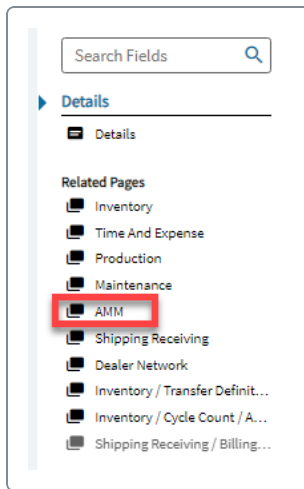 Search Fields
Details
Details
Related Pages
Inventory
Time And Expense
Production
Maintenance
AMM
Shipping Receiving
Dealer Network
Inventory / Transfer Definit...
Inventory / Cycle Count / A...
Shipping Receiving / Billing...